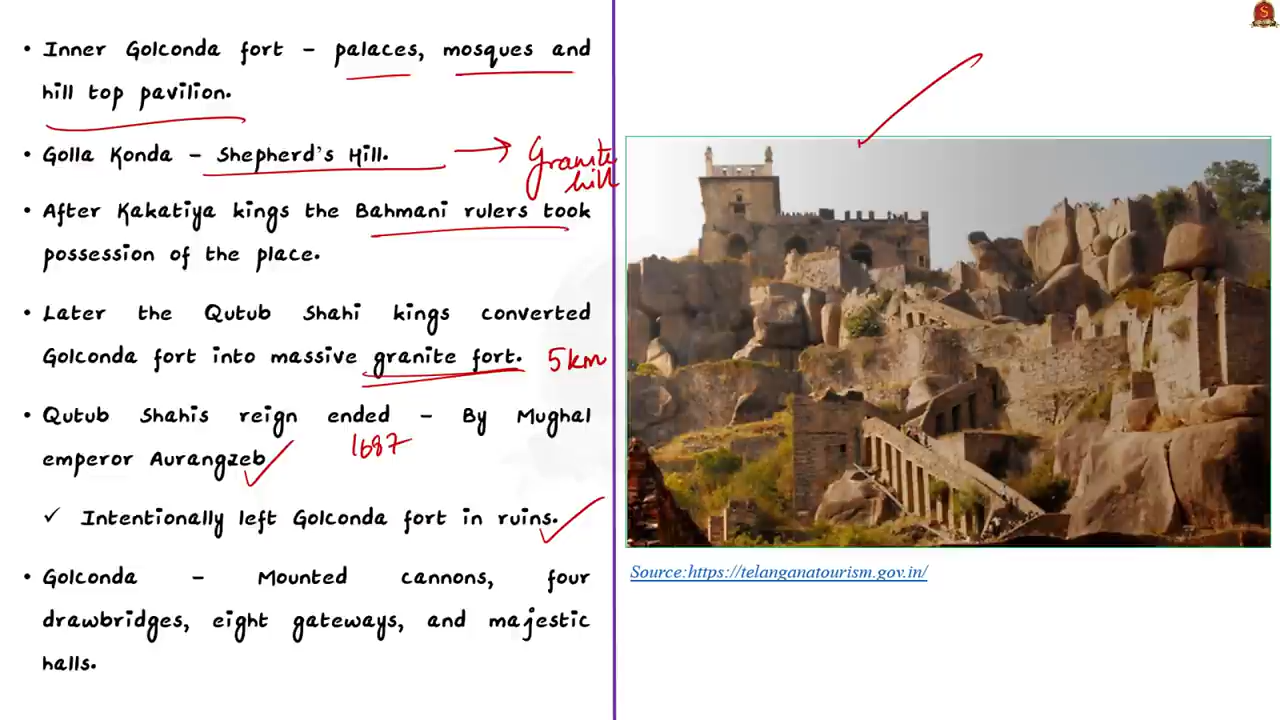 • Inner Golconda fort – palaces, mosques and
hill top pavilion.
• Golla Konda – Shepherd's Hill. → Granite
hill
• After Kakatiya kings the Bahmani rulers took
possession of the place.
• Later the Qutub Shahi kings converted
Golconda fort into massive granite fort. 5km
• Qutub Shahis reign ended – By Mughal
emperor Aurangzeb 1687
✓ Intentionally left Golconda fort in ruins.
• Golconda – Mounted cannons, four
drawbridges, eight gateways, and majestic
halls.
Source:https://telanganatourism.gov.in/